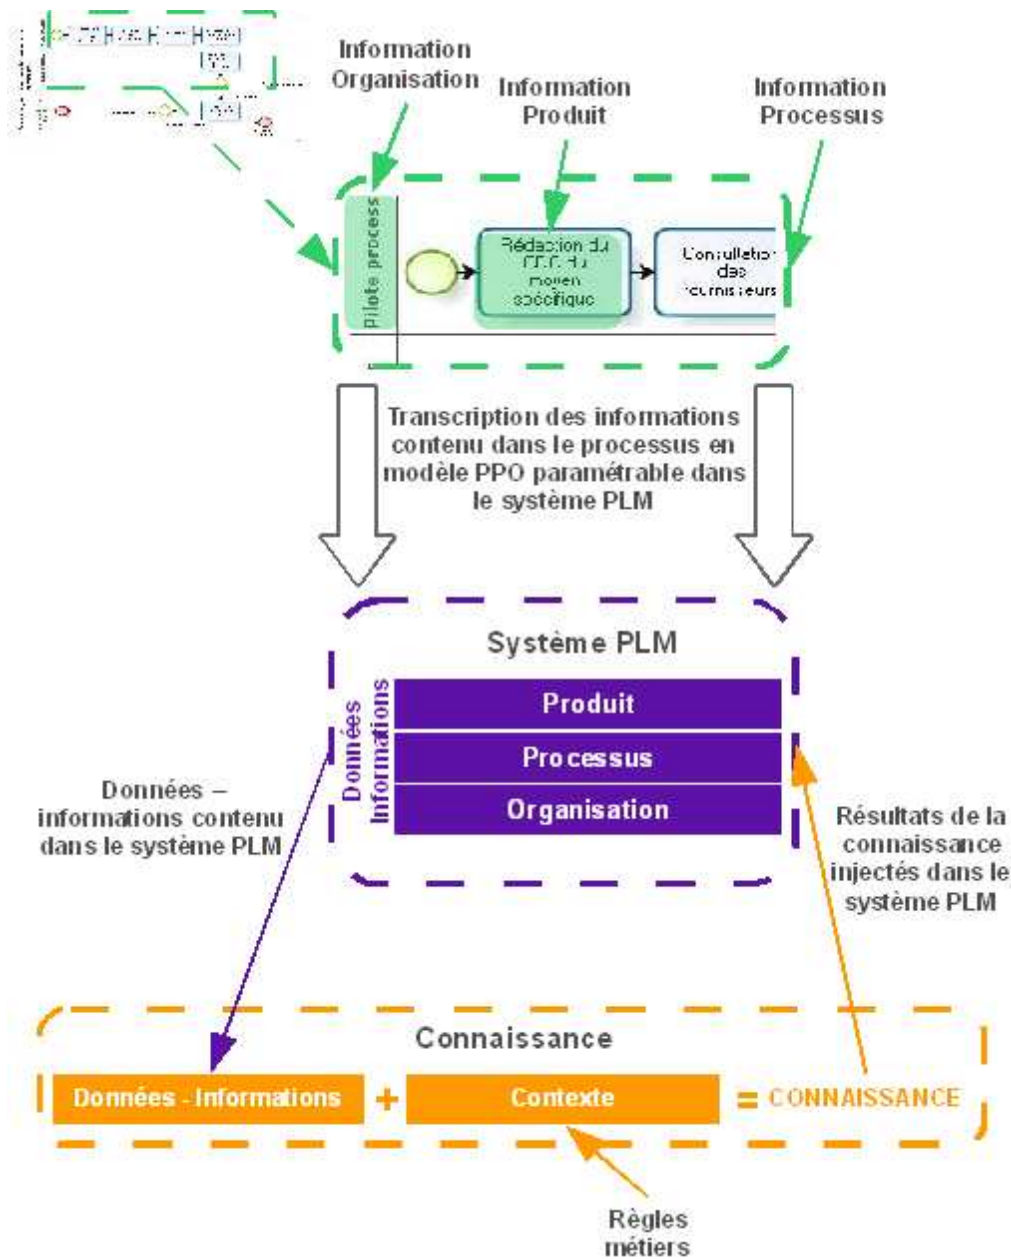 Information
Organisation
Information
Produit
Information
Processus
Pilote process
Rédaction du
CDC du
moyen
spécifique
Consultation
des
fournisseurs
Transcription des informations
contenu dans le processus en
modèle PPO paramétrable dans
le système PLM
Système PLM
Données
Informations
Produit
Processus
Organisation
Données –
informations contenu
dans le système PLM
Résultats de la
connaissance
injectés dans le
système PLM
Connaissance
Données - Informations
+
Contexte
= CONNAISSANCE
Règles
métiers